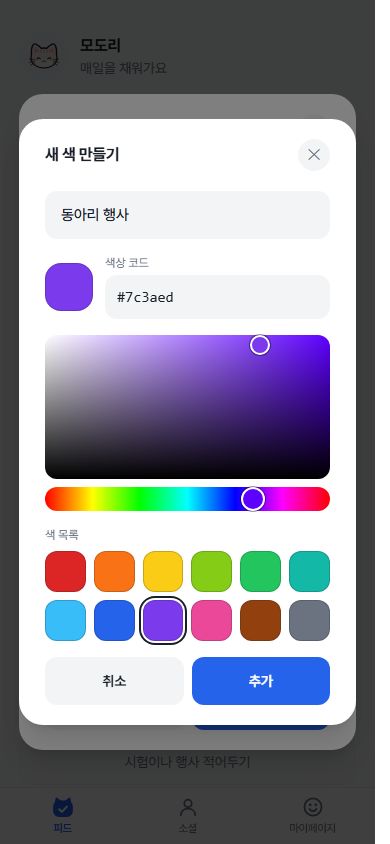 모도리
매일을 채워가요
새 색 만들기
동아리 행사
색상 코드
#7c3aed
색 목록
취소
추가
시험이나 행사 적어두기
피드
소셜
마이페이지